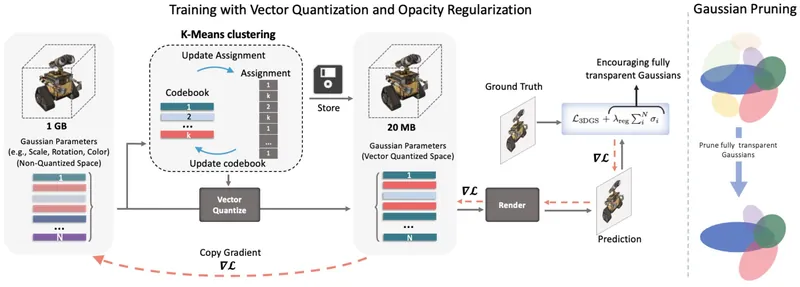 Training with Vector Quantization and Opacity Regularization
Gaussian Pruning
K-Means clustering
Update Assignment
Assignment
Codebook
1
2
...
k
1
k
2
k
1
...
1
Update codebook
Store
1 GB
Gaussian Parameters
(e.g., Scale, Rotation, Color)
(Non-Quantized Space)
1
...
N
Vector
Quantize
20 MB
Gaussian Parameters
(Vector Quantized Space)
1
...
N
Copy Gradient
∇𝓛
∇𝓛
Render
Ground Truth
Encouraging fully
transparent Gaussians
𝓛3DGS + λreg ∑ᵢᴺ σᵢ
∇𝓛
Prediction
Prune fully transparent
Gaussians